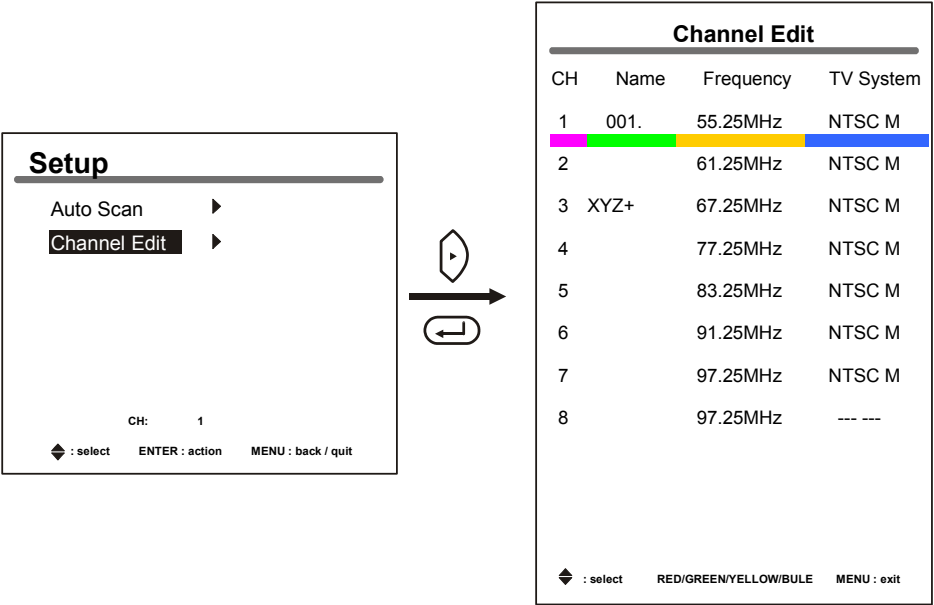 Setup
Auto Scan
Channel Edit
CH: 1
: select ENTER : action MENU : back / quit
Channel Edit
CH Name Frequency TV System
1 001. 55.25MHz NTSC M
2 61.25MHz NTSC M
3 XYZ+ 67.25MHz NTSC M
4 77.25MHz NTSC M
5 83.25MHz NTSC M
6 91.25MHz NTSC M
7 97.25MHz NTSC M
8 97.25MHz --- ---
: select RED/GREEN/YELLOW/BULE MENU : exit